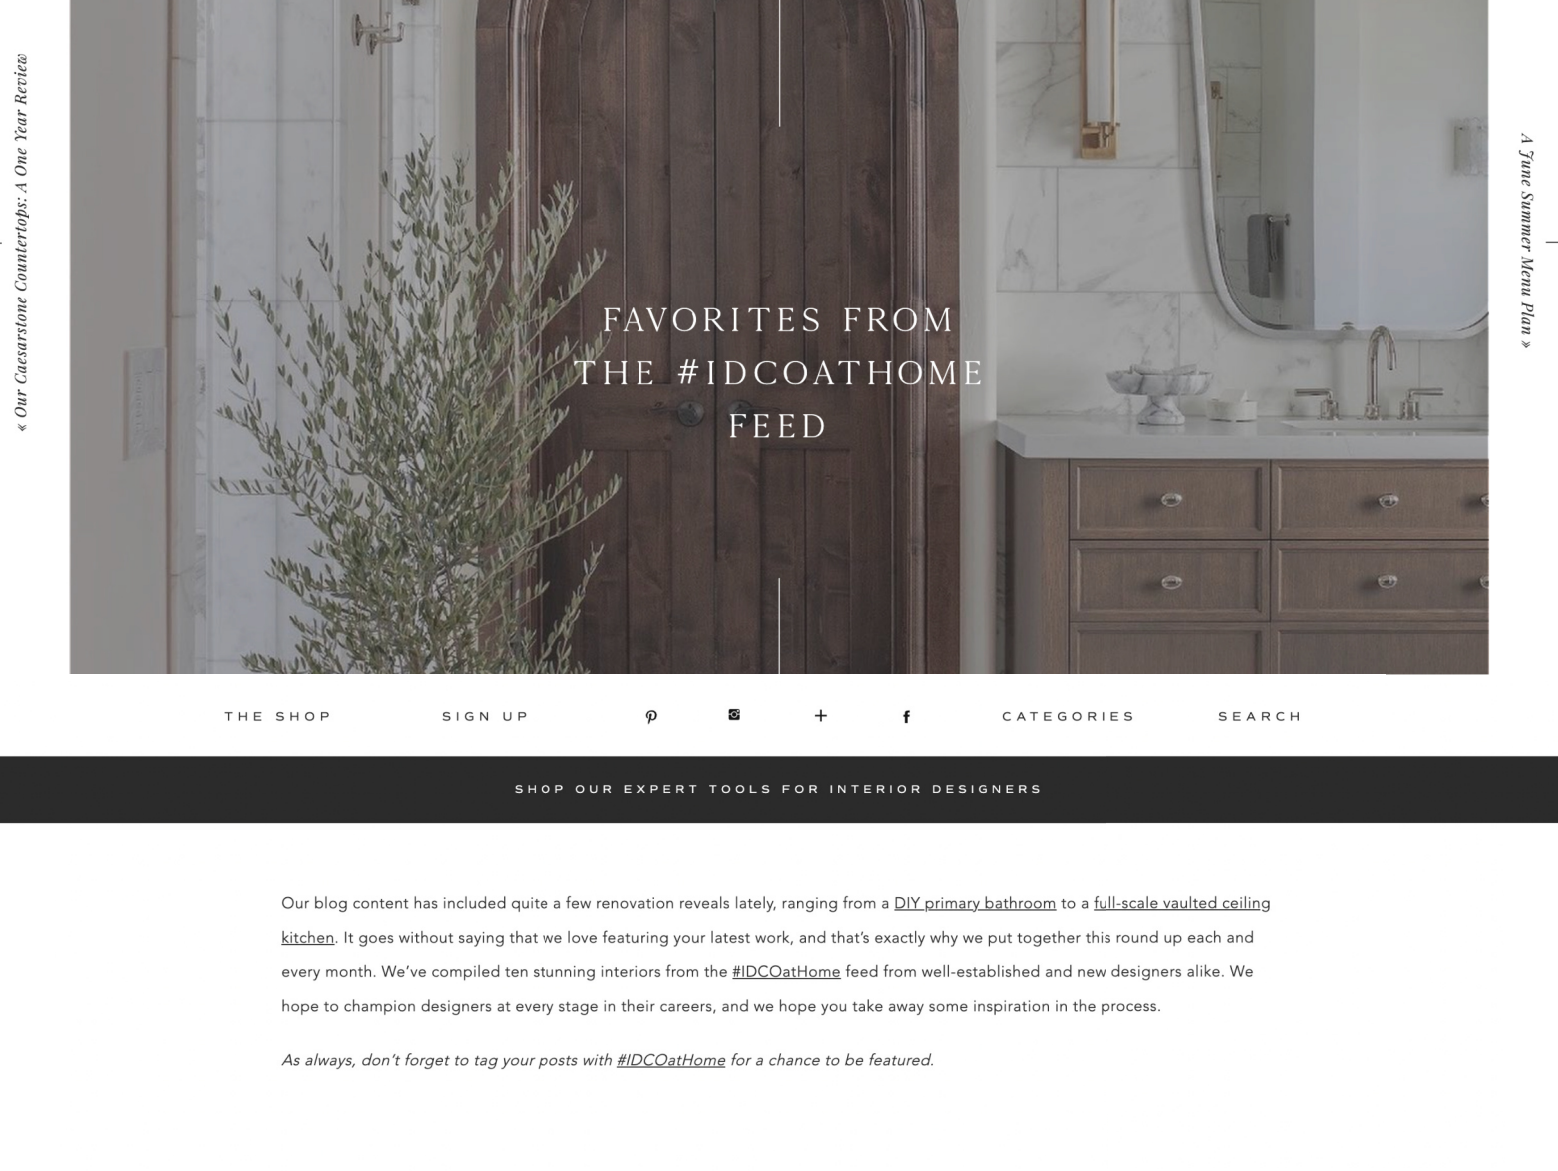 « Our Caesarstone Countertops: A One Year Review
A June Summer Menu Plan »
FAVORITES FROM
THE #IDCOATHOME
FEED
THE SHOP
SIGN UP
CATEGORIES
SEARCH
SHOP OUR EXPERT TOOLS FOR INTERIOR DESIGNERS
Our blog content has included quite a few renovation reveals lately, ranging from a DIY primary bathroom to a full-scale vaulted ceiling
kitchen. It goes without saying that we love featuring your latest work, and that’s exactly why we put together this round up each and
every month. We’ve compiled ten stunning interiors from the #IDCOatHome feed from well-established and new designers alike. We
hope to champion designers at every stage in their careers, and we hope you take away some inspiration in the process.
As always, don’t forget to tag your posts with #IDCOatHome for a chance to be featured.